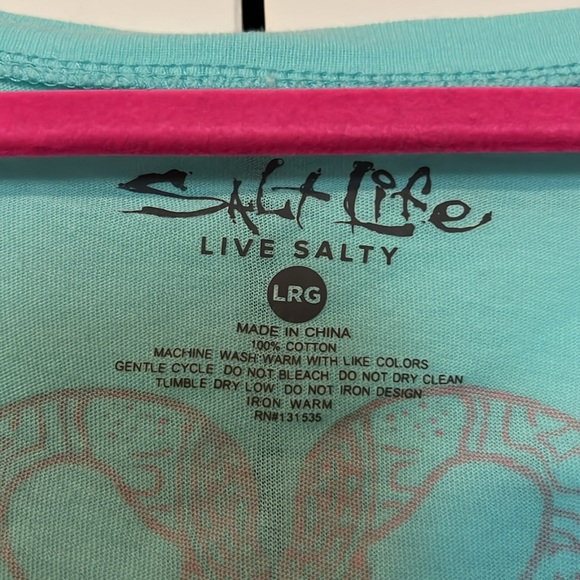 Salt Life
LIVE SALTY
LRG
MADE IN CHINA
100% COTTON
MACHINE WASH WARM WITH LIKE COLORS
GENTLE CYCLE DO NOT BLEACH DO NOT DRY CLEAN
TUMBLE DRY LOW DO NOT IRON DESIGN
IRON WARM
RN#131535